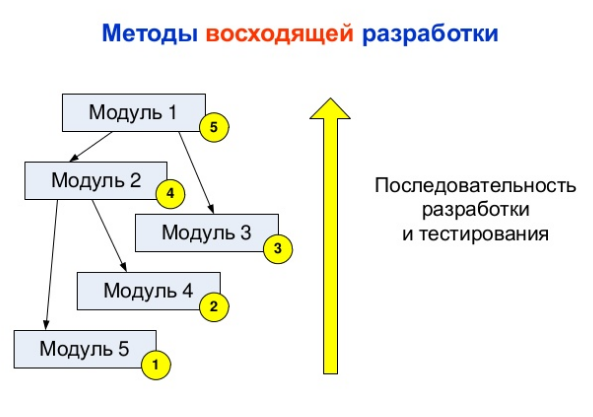 Методы восходящей разработки
Модуль 1
5
Модуль 2
4
Модуль 3
3
Модуль 4
2
Модуль 5
1
Последовательность
разработки
и тестирования